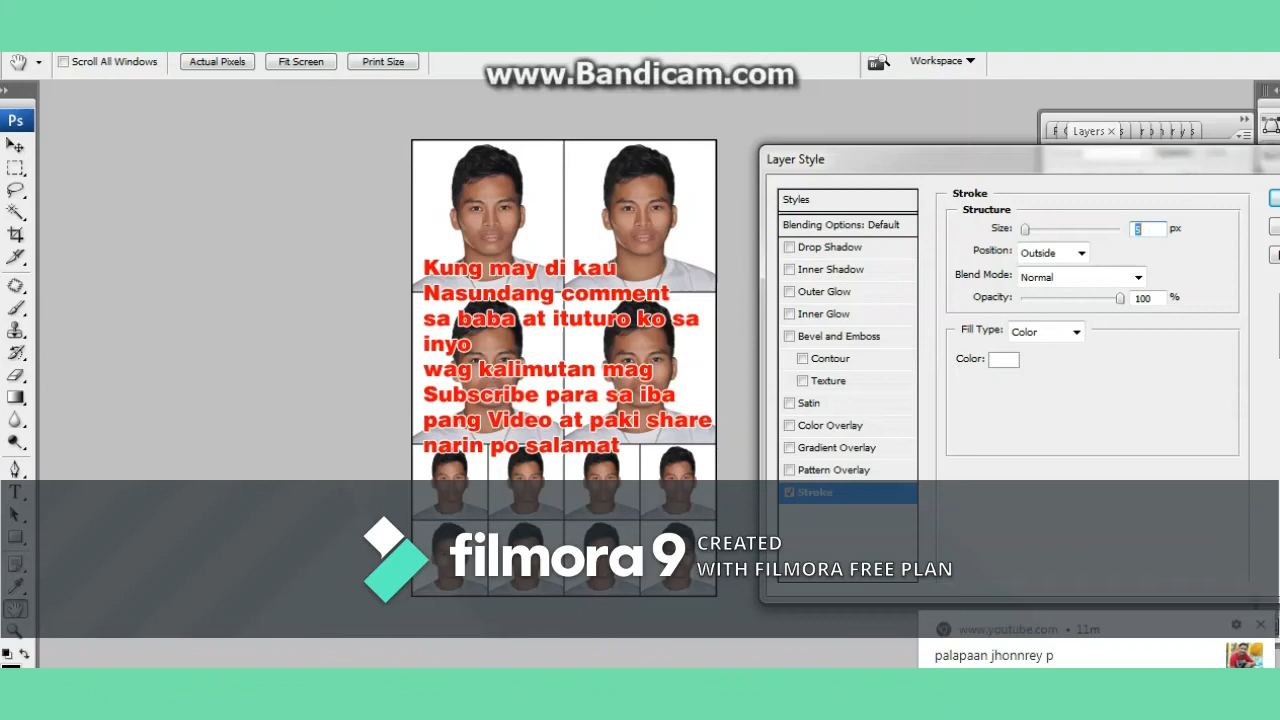 Scroll All Windows
Actual Pixels
Fit Screen
Print Size
www.Bandicam.com
Workspace
Ps
Layers
Layer Style
Styles
Blending Options: Default
Drop Shadow
Inner Shadow
Outer Glow
Inner Glow
Bevel and Emboss
Contour
Texture
Satin
Color Overlay
Gradient Overlay
Pattern Overlay
Stroke
Stroke
Structure
Size:
px
Position:
Outside
Blend Mode:
Normal
Opacity:
100
%
Fill Type:
Color
Color:
Kung may di kau
Nasundang comment
sa baba at ituturo ko sa
inyo
wag kalimutan mag
Subscribe para sa iba
pang Video at paki share
narin po salamat
filmora9
CREATED
WITH FILMORA FREE PLAN
www.youtube.com • 11m
palapaan jhonnrey p